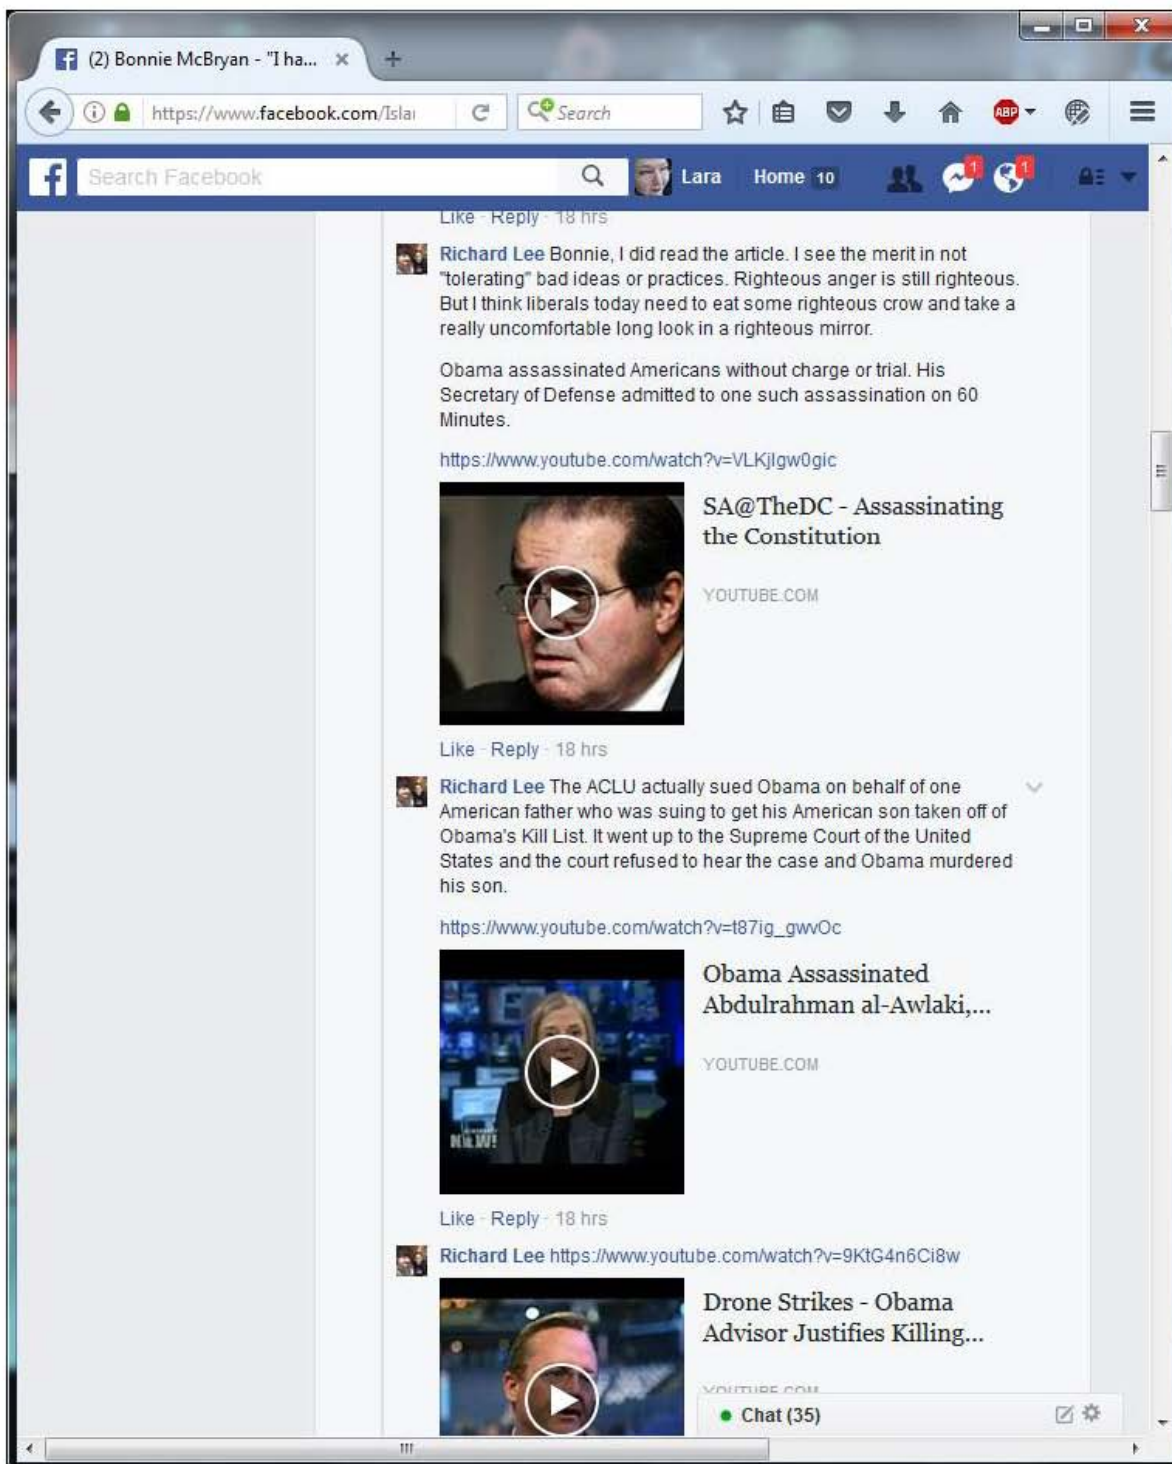 (2) Bonnie McBryan - "I ha...
https://www.facebook.com/Isla
Search
ABP
Search Facebook
Lara
Home 10
1
1
Like · Reply · 18 hrs
Richard Lee Bonnie, I did read the article. I see the merit in not
"tolerating" bad ideas or practices. Righteous anger is still righteous.
But I think liberals today need to eat some righteous crow and take a
really uncomfortable long look in a righteous mirror.
Obama assassinated Americans without charge or trial. His
Secretary of Defense admitted to one such assassination on 60
Minutes.
https://www.youtube.com/watch?v=VLKjIgw0gic
SA@TheDC - Assassinating
the Constitution
YOUTUBE.COM
Like · Reply · 18 hrs
Richard Lee The ACLU actually sued Obama on behalf of one
American father who was suing to get his American son taken off of
Obama's Kill List. It went up to the Supreme Court of the United
States and the court refused to hear the case and Obama murdered
his son.
https://www.youtube.com/watch?v=t87ig_gwvOc
Obama Assassinated
Abdulrahman al-Awlaki,...
YOUTUBE.COM
NEW!
Like · Reply · 18 hrs
Richard Lee https://www.youtube.com/watch?v=9KtG4n6Ci8w
Drone Strikes - Obama
Advisor Justifies Killing...
YOUTUBE.COM
Chat (35)